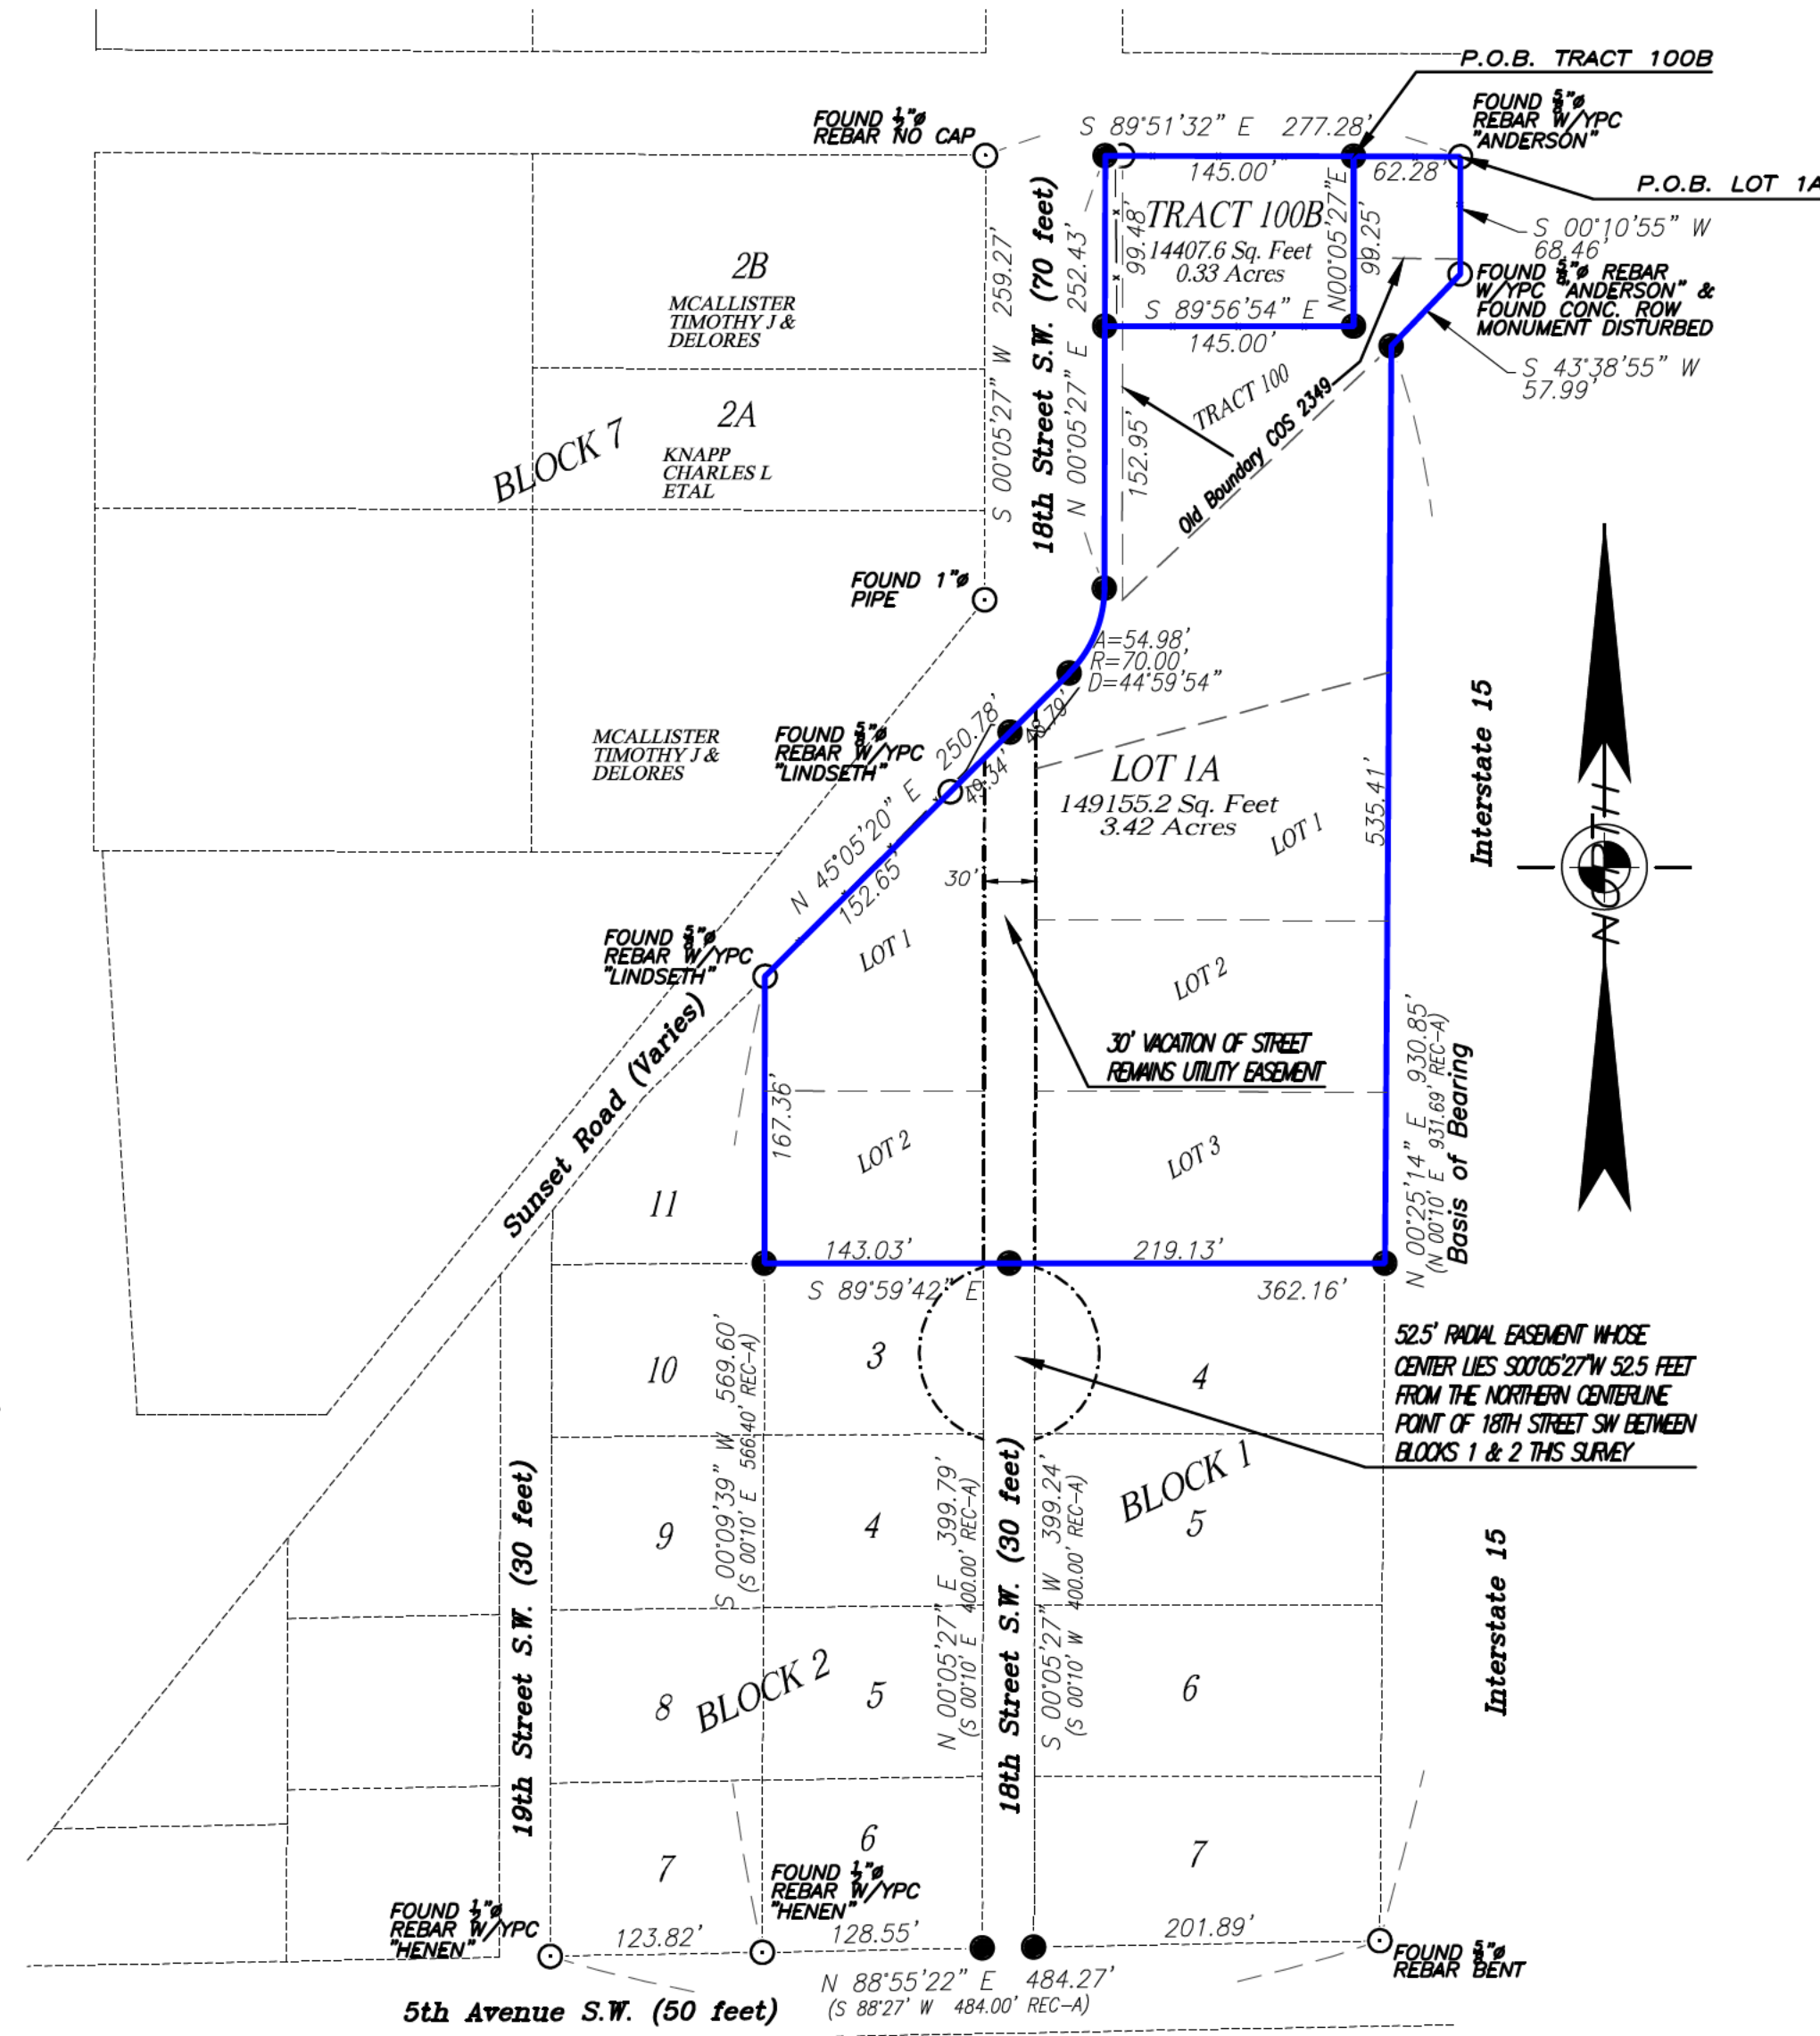 P.O.B. TRACT 100B
FOUND 1/2"ø
REBAR NO CAP
S 89°51'32" E 277.28'
FOUND 5/8"ø
REBAR W/YPC
"ANDERSON"
145.00'
62.28'
P.O.B. LOT 1A
TRACT 100B
14407.6 Sq. Feet
0.33 Acres
99.48'
N00°05'27"E
99.25'
S 00°10'55" W
68.46'
FOUND 5/8"ø REBAR
W/YPC "ANDERSON" &
FOUND CONC. ROW
MONUMENT DISTURBED
S 89°56'54" E
145.00'
S 43°38'55" W
57.99'
2B
MCALLISTER
TIMOTHY J &
DELORES
S 00°05'27" W 259.27'
18th Street S.W. (70 feet)
N 00°05'27" E 252.43'
152.95'
TRACT 100
Old Boundary COS 2349
BLOCK 7
2A
KNAPP
CHARLES L
ETAL
FOUND 1"ø
PIPE
A=54.98'
R=70.00'
D=44°59'54"
MCALLISTER
TIMOTHY J &
DELORES
FOUND 5/8"ø
REBAR W/YPC
"LINDSETH"
N 45°05'20" E 250.78'
48.79'
49.34'
152.65'
LOT 1A
149155.2 Sq. Feet
3.42 Acres
LOT 1
535.41'
Interstate 15
NORTH
30'
FOUND 5/8"ø
REBAR W/YPC
"LINDSETH"
LOT 1
LOT 2
30' VACATION OF STREET
REMAINS UTILITY EASEMENT
Sunset Road (Varies)
167.36'
LOT 2
LOT 3
N 00°25'14" E 930.85'
(N 00°10' E 931.69' REC-A)
Basis of Bearing
11
143.03'
219.13'
S 89°59'42" E
362.16'
52.5' RADIAL EASEMENT WHOSE
CENTER LIES S00°05'27"W 52.5 FEET
FROM THE NORTHERN CENTERLINE
POINT OF 18TH STREET SW BETWEEN
BLOCKS 1 & 2 THIS SURVEY
10
3
4
S 00°09'39" W 569.60'
(S 00°10' E 566.40' REC-A)
19th Street S.W. (30 feet)
9
4
N 00°05'27" E 399.79'
(S 00°10' E 400.00' REC-A)
18th Street S.W. (30 feet)
S 00°05'27" W 399.24'
(S 00°10' W 400.00' REC-A)
BLOCK 1
5
Interstate 15
8
BLOCK 2
5
6
7
6
7
FOUND 1/2"ø
REBAR W/YPC
"HENEN"
FOUND 1/2"ø
REBAR W/YPC
"HENEN"
123.82'
128.55'
201.89'
FOUND 5/8"ø
REBAR BENT
N 88°55'22" E 484.27'
(S 88°27' W 484.00' REC-A)
5th Avenue S.W. (50 feet)